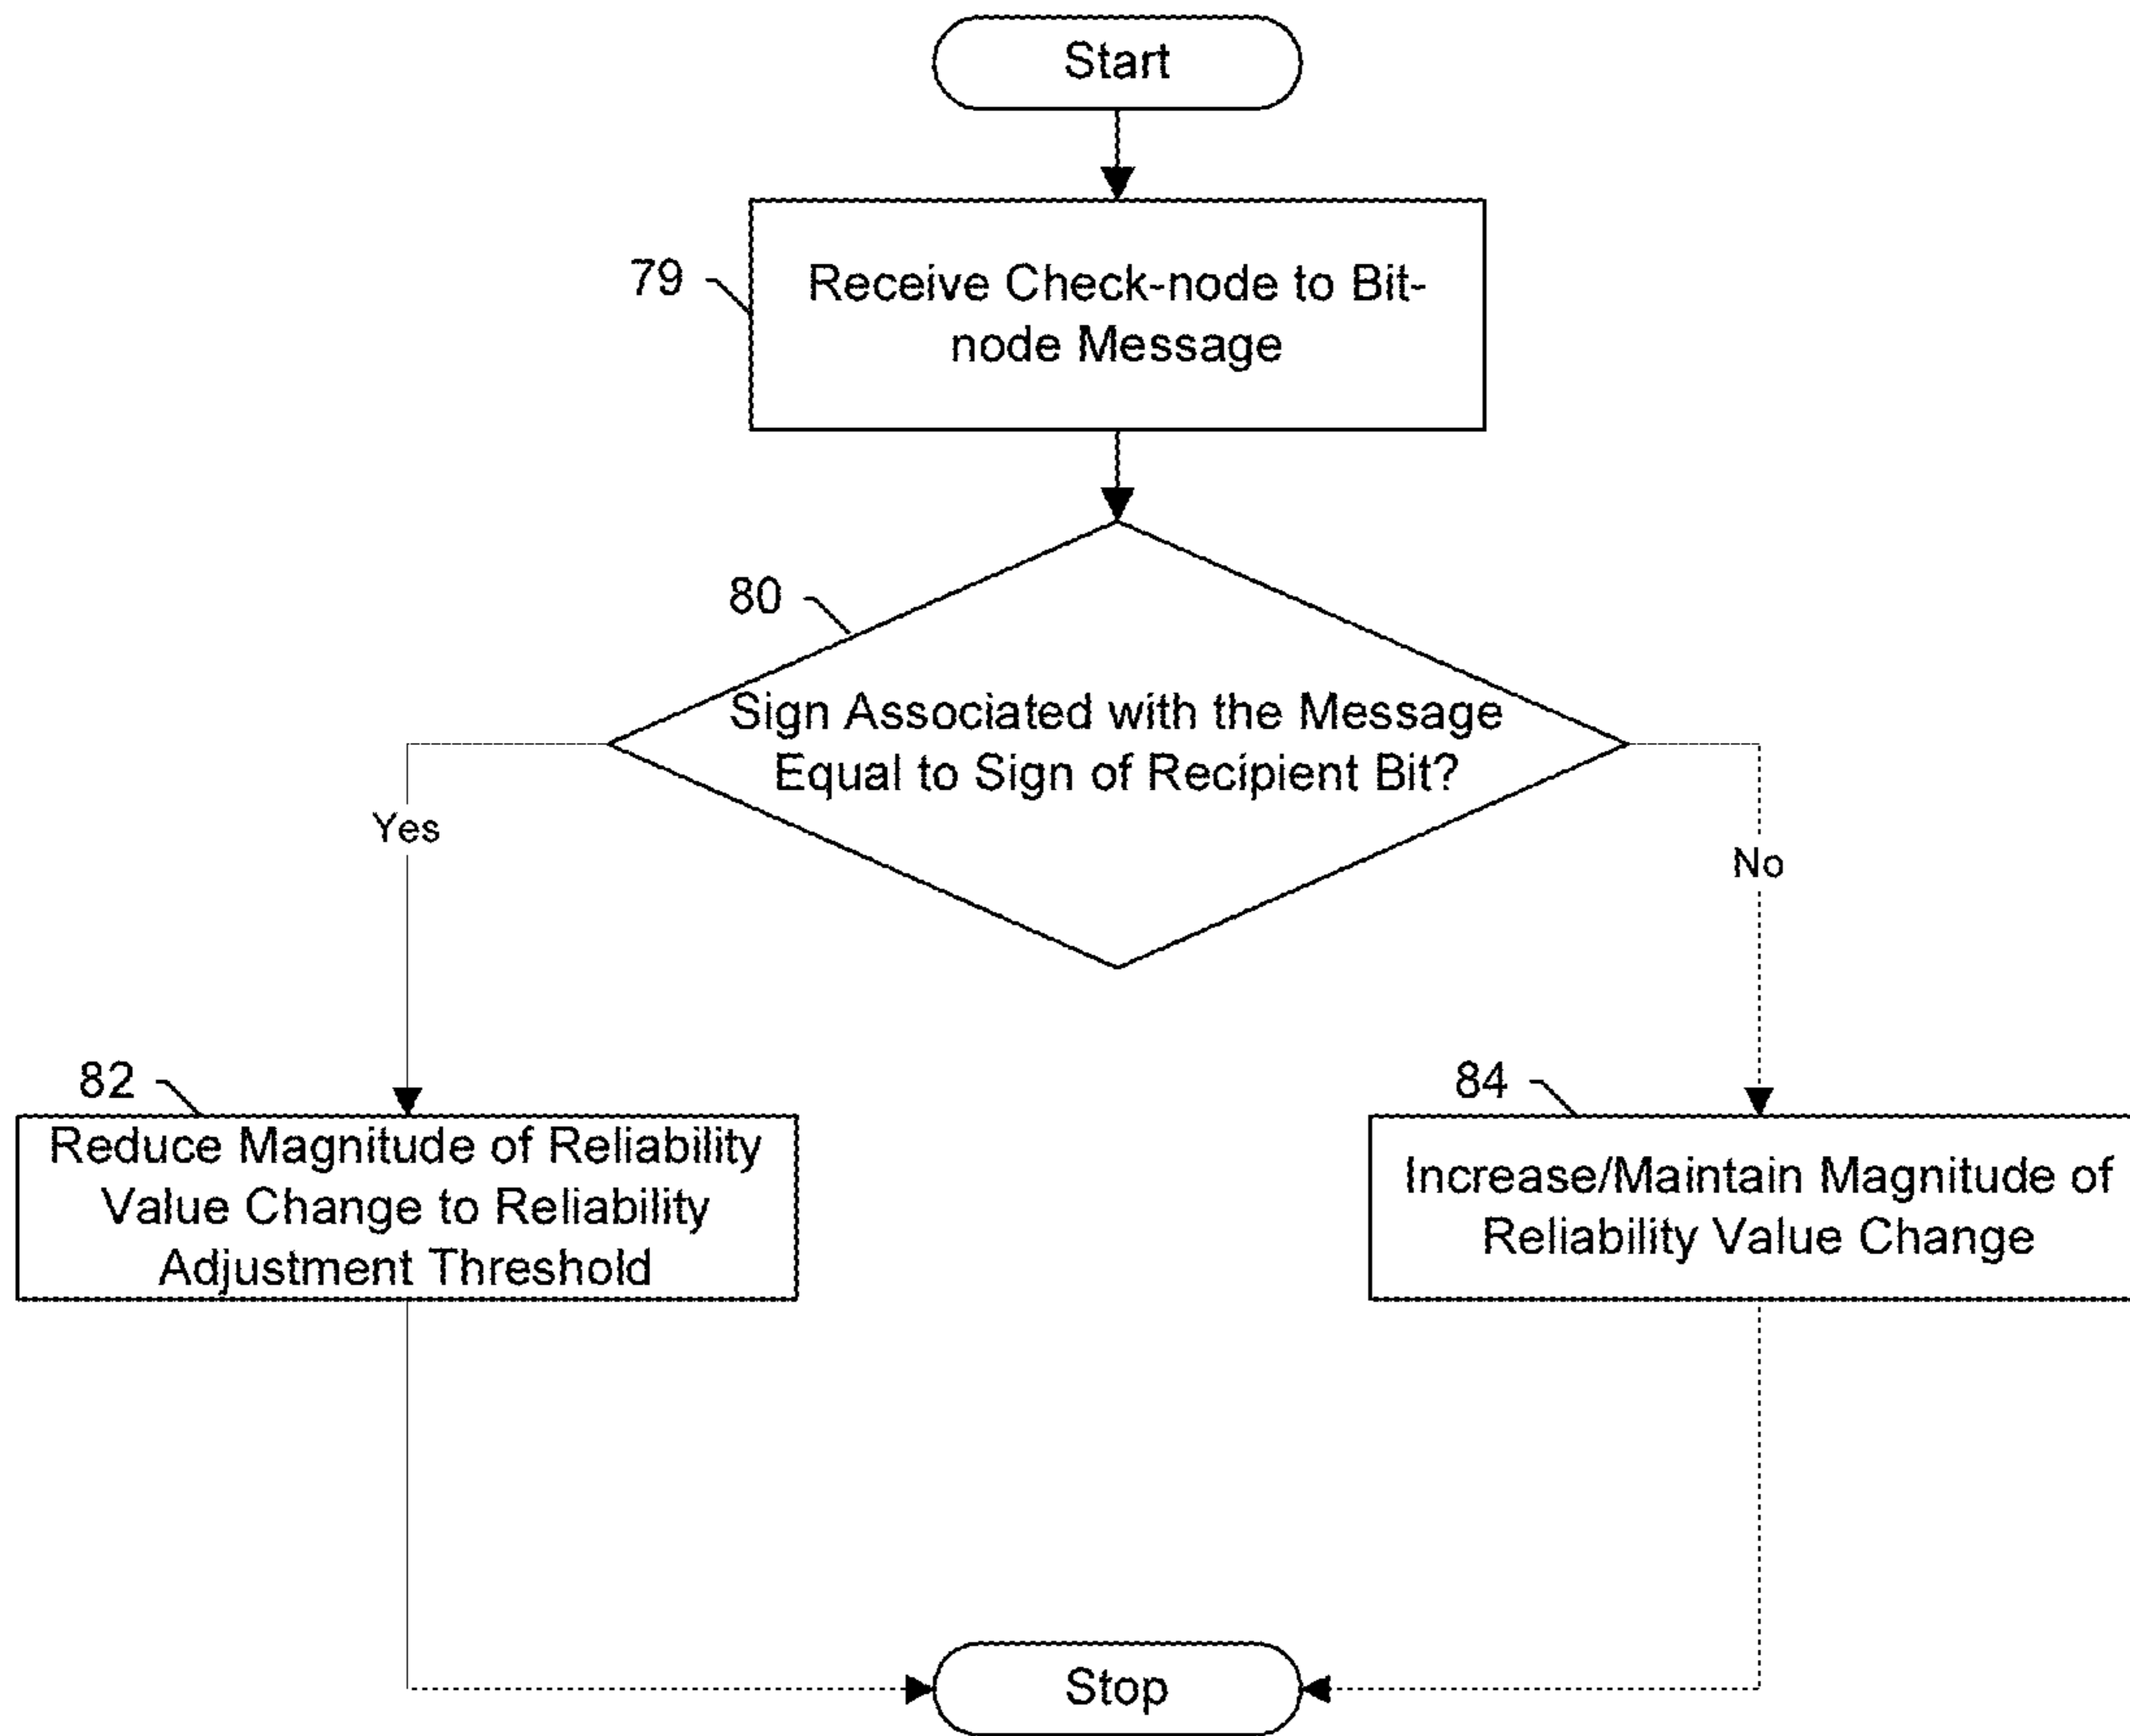 Start
79
Receive Check-node to Bit-
node Message
80
Sign Associated with the Message
Equal to Sign of Recipient Bit?
Yes
No
82
Reduce Magnitude of Reliability
Value Change to Reliability
Adjustment Threshold
84
Increase/Maintain Magnitude of
Reliability Value Change
Stop